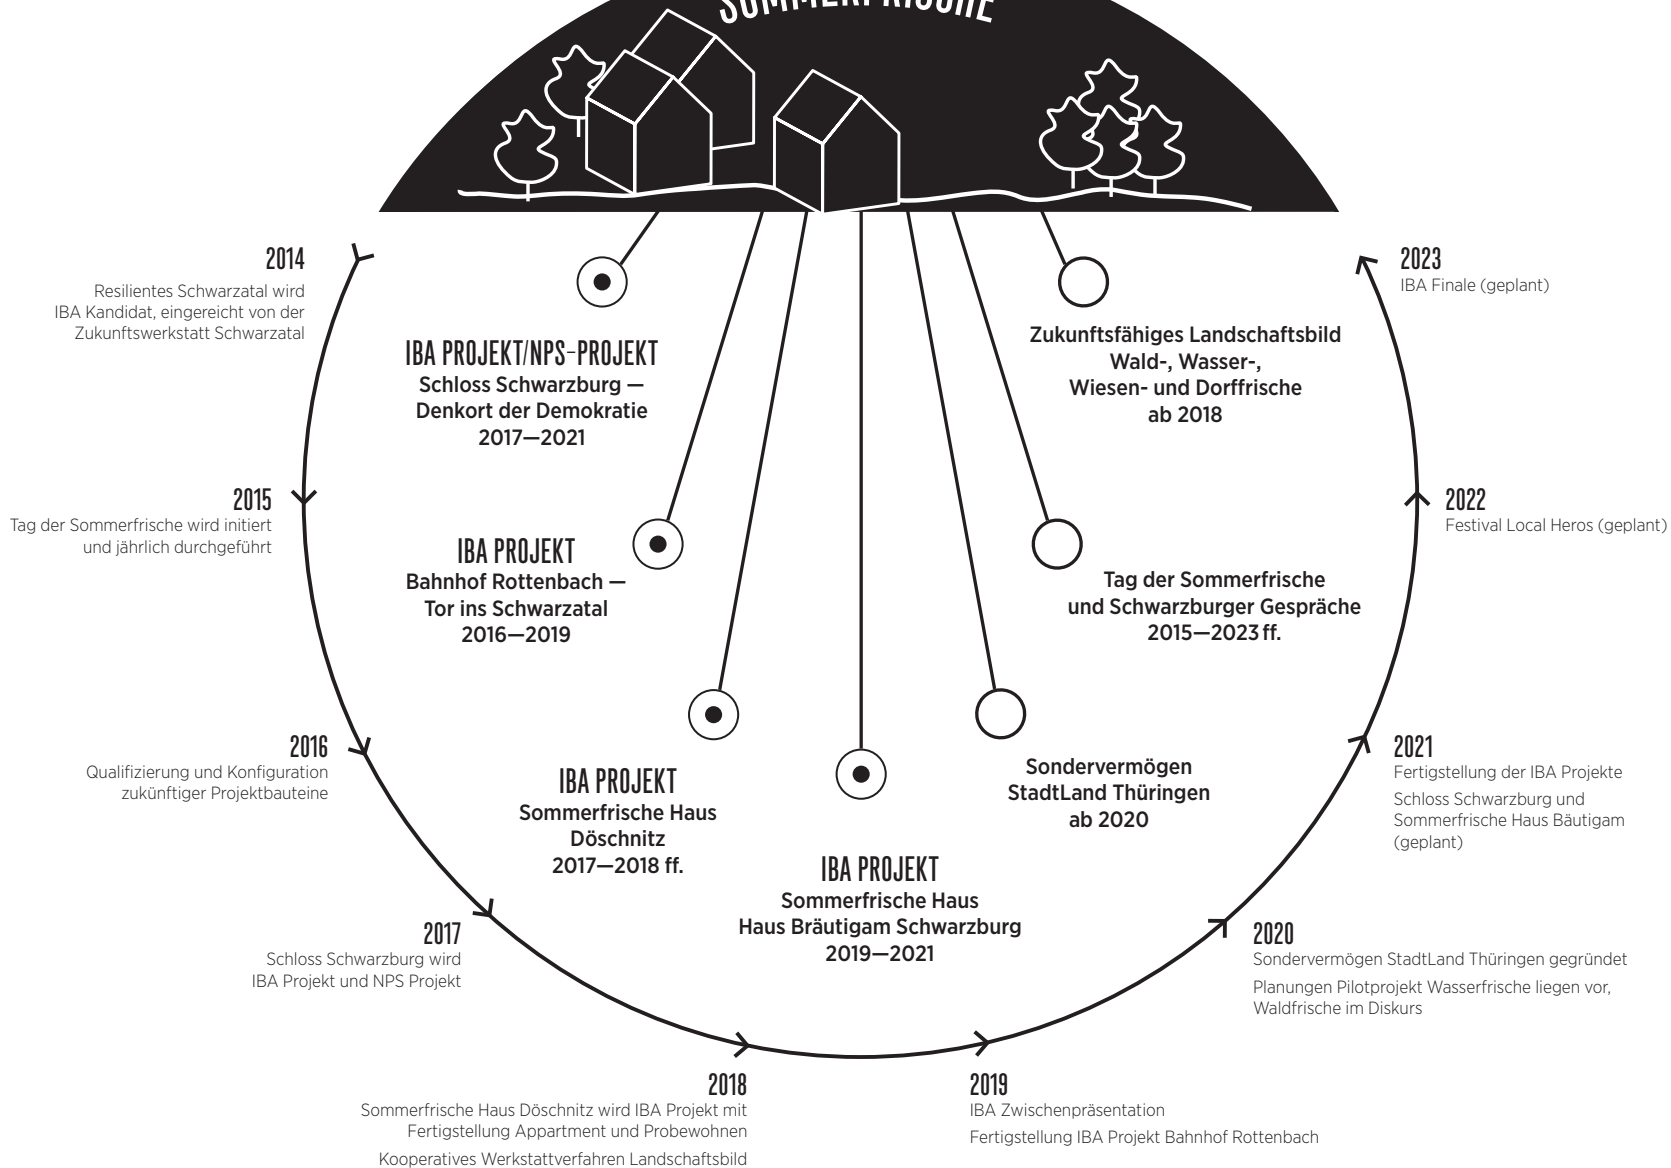 SOMMERFRISCHE
2014
Resilientes Schwarzatal wird
IBA Kandidat, eingereicht von der
Zukunftswerkstatt Schwarzatal
2015
Tag der Sommerfrische wird initiiert
und jährlich durchgeführt
2016
Qualifizierung und Konfiguration
zukünftiger Projektbauteine
2017
Schloss Schwarzburg wird
IBA Projekt und NPS Projekt
2018
Sommerfrische Haus Döschnitz wird IBA Projekt mit
Fertigstellung Appartment und Probewohnen
Kooperatives Werkstattverfahren Landschaftsbild
2019
IBA Zwischenpräsentation
Fertigstellung IBA Projekt Bahnhof Rottenbach
2020
Sondervermögen StadtLand Thüringen gegründet
Planungen Pilotprojekt Wasserfrische liegen vor,
Waldfrische im Diskurs
2021
Fertigstellung der IBA Projekte
Schloss Schwarzburg und
Sommerfrische Haus Bäutigam
(geplant)
2022
Festival Local Heros (geplant)
2023
IBA Finale (geplant)
IBA PROJEKT/NPS-PROJEKT
Schloss Schwarzburg —
Denkort der Demokratie
2017—2021
IBA PROJEKT
Bahnhof Rottenbach —
Tor ins Schwarzatal
2016—2019
IBA PROJEKT
Sommerfrische Haus
Döschnitz
2017—2018 ff.
IBA PROJEKT
Sommerfrische Haus
Haus Bräutigam Schwarzburg
2019—2021
Sondervermögen
StadtLand Thüringen
ab 2020
Tag der Sommerfrische
und Schwarzburger Gespräche
2015—2023 ff.
Zukunftsfähiges Landschaftsbild
Wald-, Wasser-,
Wiesen- und Dorffrische
ab 2018